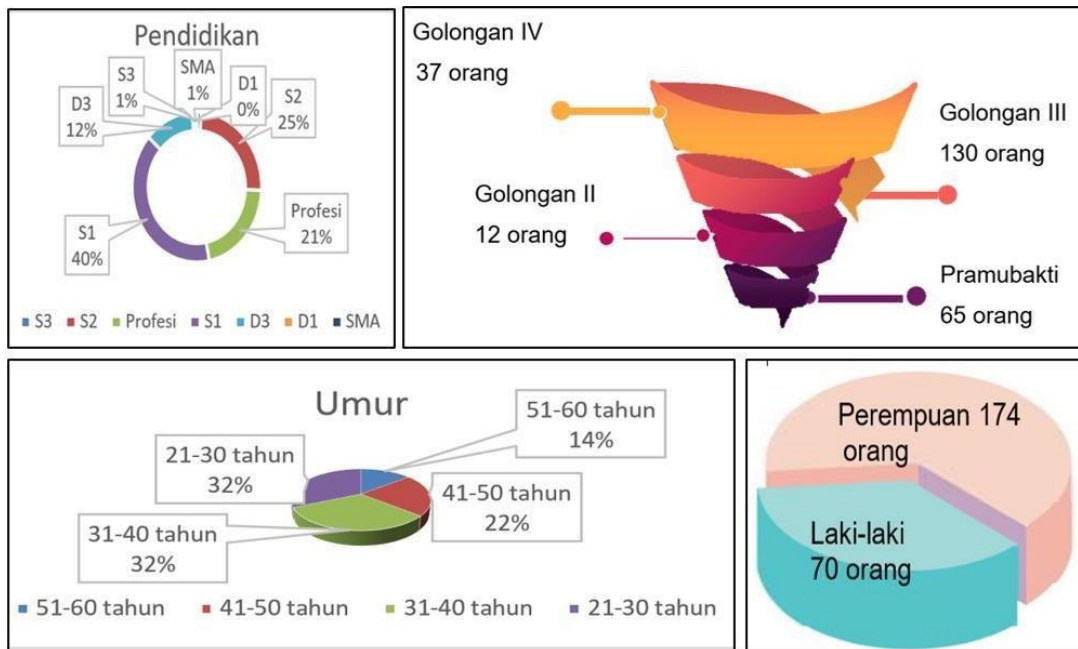 Pendidikan
S3
1%
SMA
1%
D1
0%
S2
25%
D3
12%
Profesi
21%
S1
40%
S3 S2 Profesi S1 D3 D1 SMA
Golongan IV
37 orang
Golongan III
130 orang
Golongan II
12 orang
Pramubakti
65 orang
Umur
51-60 tahun
14%
21-30 tahun
32%
41-50 tahun
22%
31-40 tahun
32%
51-60 tahun 41-50 tahun 31-40 tahun 21-30 tahun
Perempuan 174
orang
Laki-laki
70 orang